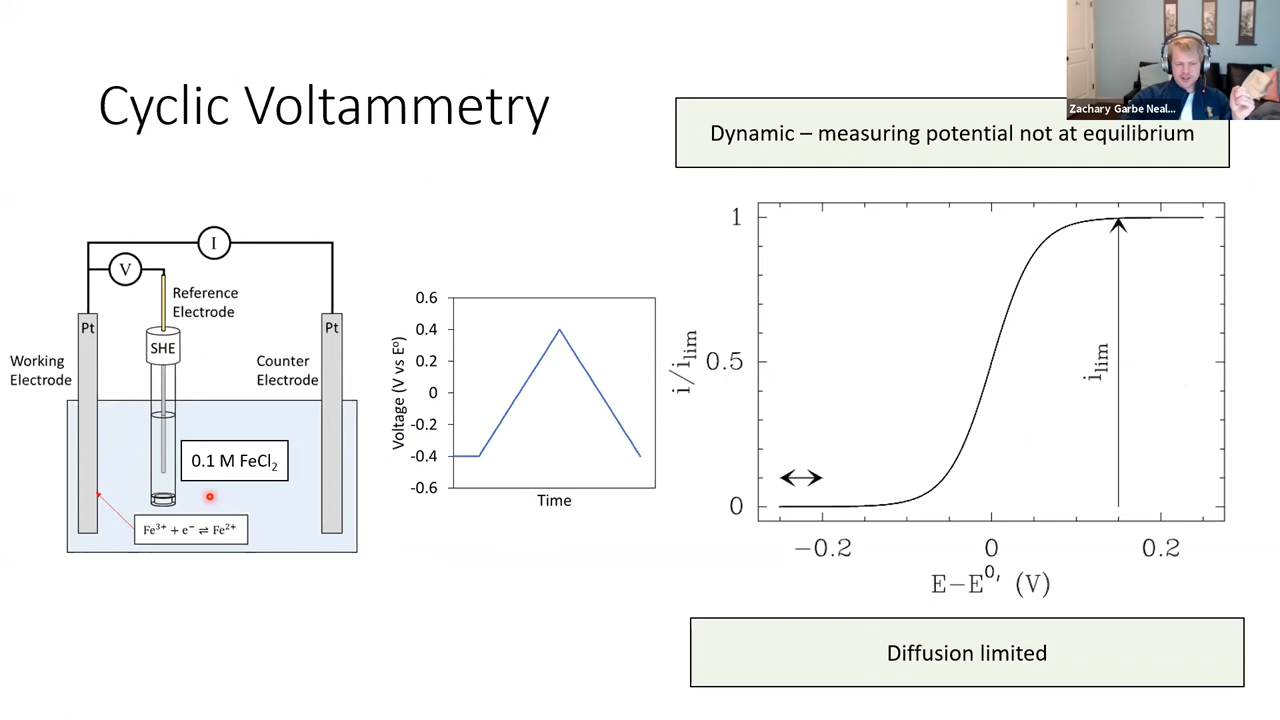 Cyclic Voltammetry
Zachary Garbe Neal...
Dynamic – measuring potential not at equilibrium
I
V
Reference
Electrode
Pt
Pt
SHE
Working
Electrode
Counter
Electrode
0.1 M FeCl₂
Fe³⁺ + e⁻ ⇌ Fe²⁺
0.6
0.4
0.2
0
-0.2
-0.4
-0.6
Voltage (V vs E⁰)
Time
1
0.5
0
i/i_lim
i_lim
−0.2
0
0.2
E−E⁰′ (V)
Diffusion limited